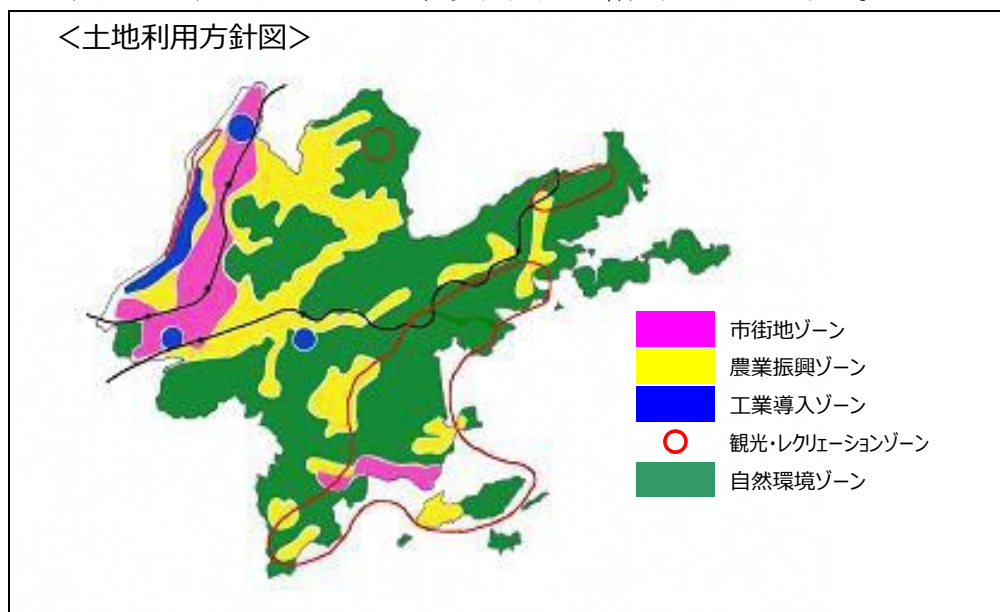 ＜土地利用方針図＞
市街地ゾーン
農業振興ゾーン
工業導入ゾーン
観光・レクリェーションゾーン
自然環境ゾーン